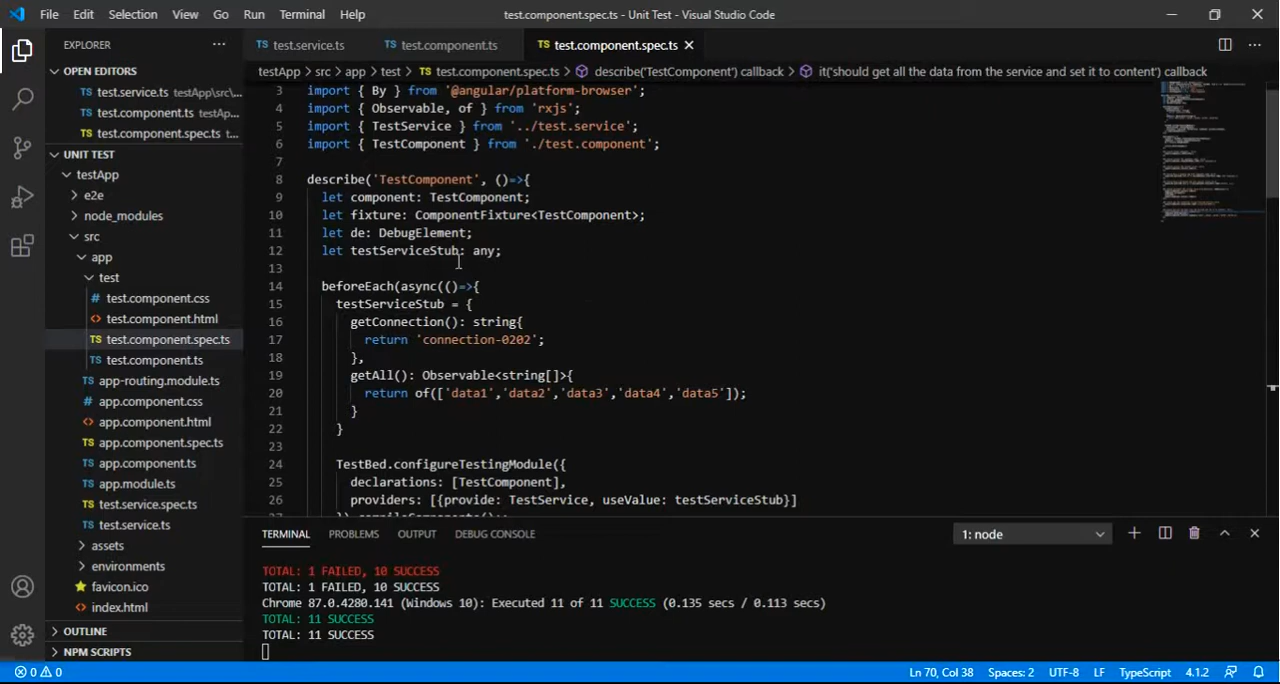 File Edit Selection View Go Run Terminal Help
test.component.spec.ts - Unit Test - Visual Studio Code
EXPLORER
OPEN EDITORS
TS test.service.ts testApp\src\...
TS test.component.ts testAp...
TS test.component.spec.ts t...
UNIT TEST
testApp
e2e
node_modules
src
app
test
# test.component.css
<> test.component.html
TS test.component.spec.ts
TS test.component.ts
TS app-routing.module.ts
# app.component.css
<> app.component.html
TS app.component.spec.ts
TS app.component.ts
TS app.module.ts
TS test.service.spec.ts
TS test.service.ts
assets
environments
favicon.ico
<> index.html
OUTLINE
NPM SCRIPTS
TS test.service.ts TS test.component.ts TS test.component.spec.ts
testApp > src > app > test > TS test.component.spec.ts > describe('TestComponent') callback > it('should get all the data from the service and set it to content') callback
3 import { By } from '@angular/platform-browser';
4 import { Observable, of } from 'rxjs';
5 import { TestService } from '../test.service';
6 import { TestComponent } from './test.component';
7
8 describe('TestComponent', ()=>{
9 let component: TestComponent;
10 let fixture: ComponentFixture<TestComponent>;
11 let de: DebugElement;
12 let testServiceStub: any;
13
14 beforeEach(async(()=>{
15 testServiceStub = {
16 getConnection(): string{
17 return 'connection-0202';
18 },
19 getAll(): Observable<string[]>{
20 return of(['data1','data2','data3','data4','data5']);
21 }
22 }
23
24 TestBed.configureTestingModule({
25 declarations: [TestComponent],
26 providers: [{provide: TestService, useValue: testServiceStub}]
27 }).compileComponents();
TERMINAL PROBLEMS OUTPUT DEBUG CONSOLE
1: node
TOTAL: 1 FAILED, 10 SUCCESS
TOTAL: 1 FAILED, 10 SUCCESS
Chrome 87.0.4280.141 (Windows 10): Executed 11 of 11 SUCCESS (0.135 secs / 0.113 secs)
TOTAL: 11 SUCCESS
TOTAL: 11 SUCCESS
0 0
Ln 70, Col 38 Spaces: 2 UTF-8 LF TypeScript 4.1.2